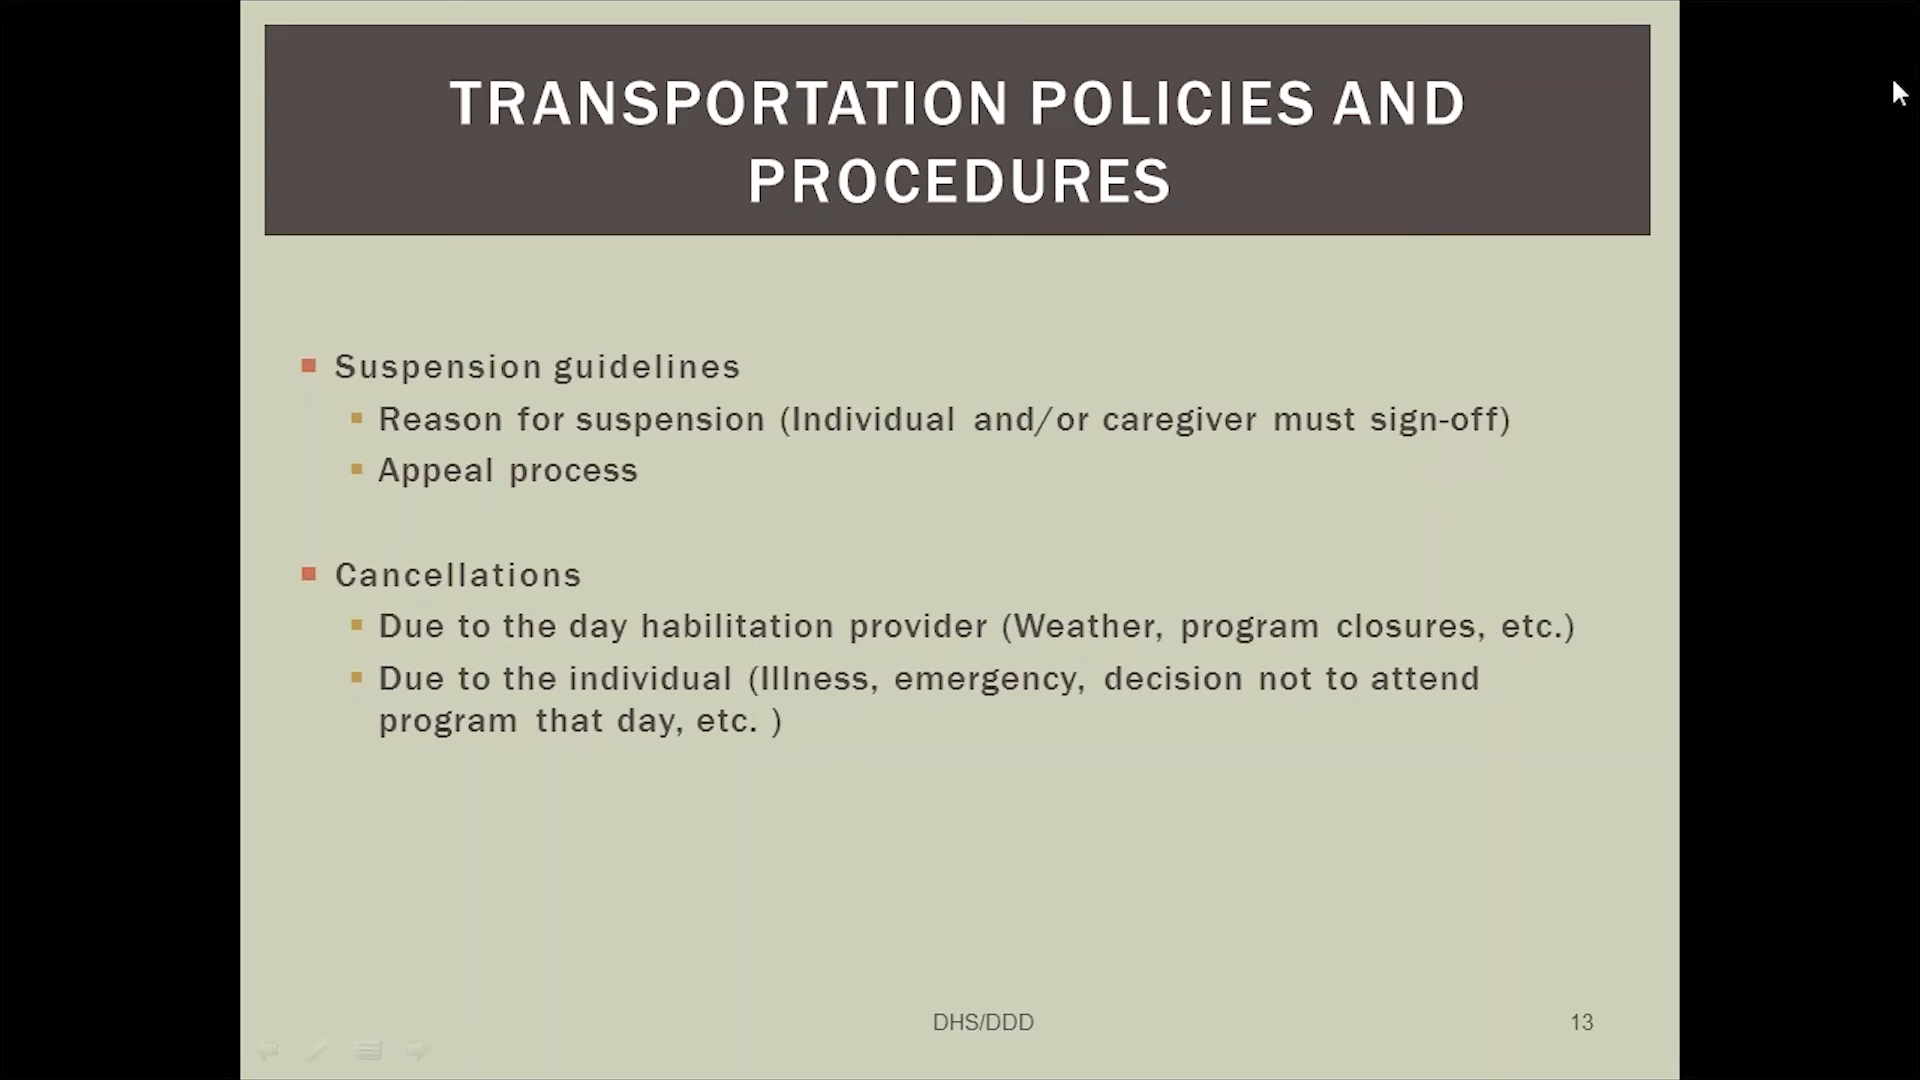 TRANSPORTATION POLICIES AND
PROCEDURES
Suspension guidelines
Reason for suspension (Individual and/or caregiver must sign-off)
Appeal process
Cancellations
Due to the day habilitation provider (Weather, program closures, etc.)
Due to the individual (Illness, emergency, decision not to attend
program that day, etc. )
DHS/DDD
13